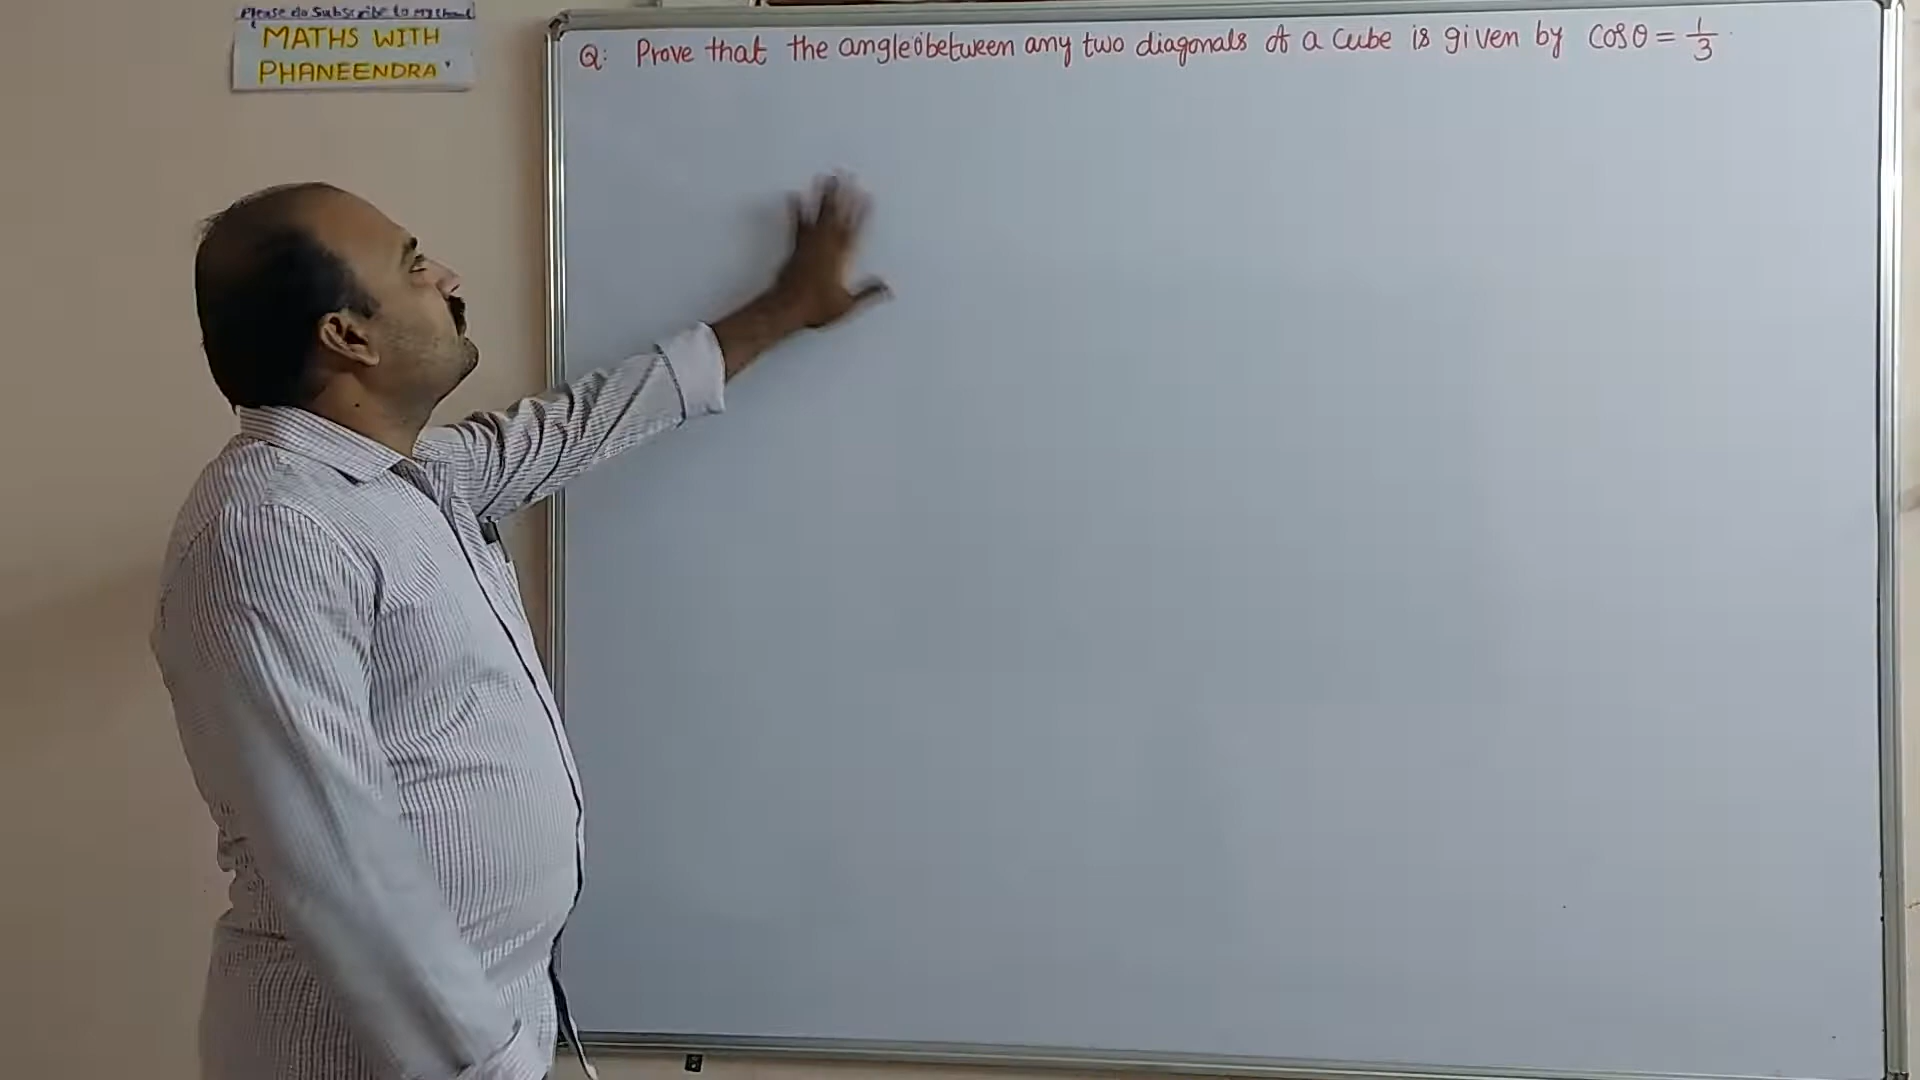 Please do Subscribe to my channel
MATHS WITH
PHANEENDRA
Q: Prove that the angle θ between any two diagonals of a cube is given by cosθ = 1/3